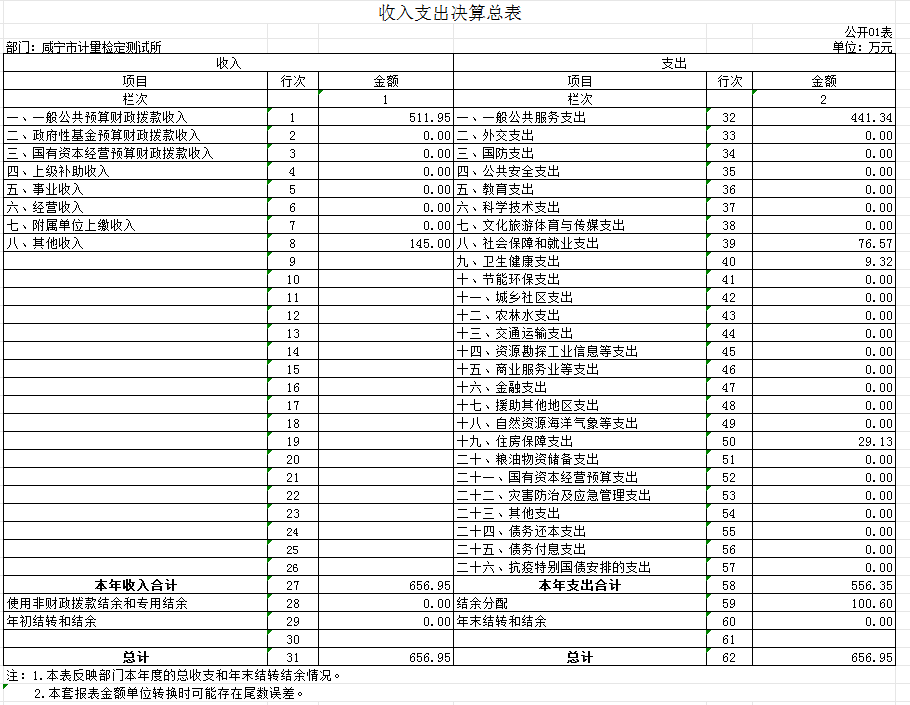 收入支出决算总表
公开01表
部门：咸宁市计量检定测试所 单位：万元
收入 支出
项目 行次 金额 项目 行次 金额
栏次 1 栏次 2
一、一般公共预算财政拨款收入 1 511.95 一、一般公共服务支出 32 441.34
二、政府性基金预算财政拨款收入 2 0.00 二、外交支出 33 0.00
三、国有资本经营预算财政拨款收入 3 0.00 三、国防支出 34 0.00
四、上级补助收入 4 0.00 四、公共安全支出 35 0.00
五、事业收入 5 0.00 五、教育支出 36 0.00
六、经营收入 6 0.00 六、科学技术支出 37 0.00
七、附属单位上缴收入 7 0.00 七、文化旅游体育与传媒支出 38 0.00
八、其他收入 8 145.00 八、社会保障和就业支出 39 76.57
9 九、卫生健康支出 40 9.32
10 十、节能环保支出 41 0.00
11 十一、城乡社区支出 42 0.00
12 十二、农林水支出 43 0.00
13 十三、交通运输支出 44 0.00
14 十四、资源勘探工业信息等支出 45 0.00
15 十五、商业服务业等支出 46 0.00
16 十六、金融支出 47 0.00
17 十七、援助其他地区支出 48 0.00
18 十八、自然资源海洋气象等支出 49 0.00
19 十九、住房保障支出 50 29.13
20 二十、粮油物资储备支出 51 0.00
21 二十一、国有资本经营预算支出 52 0.00
22 二十二、灾害防治及应急管理支出 53 0.00
23 二十三、其他支出 54 0.00
24 二十四、债务还本支出 55 0.00
25 二十五、债务付息支出 56 0.00
26 二十六、抗疫特别国债安排的支出 57 0.00
本年收入合计 27 656.95 本年支出合计 58 556.35
使用非财政拨款结余和专用结余 28 0.00 结余分配 59 100.60
年初结转和结余 29 0.00 年末结转和结余 60 0.00
30 61
总计 31 656.95 总计 62 656.95
注：1.本表反映部门本年度的总收支和年末结转结余情况。
2.本套报表金额单位转换时可能存在尾数误差。